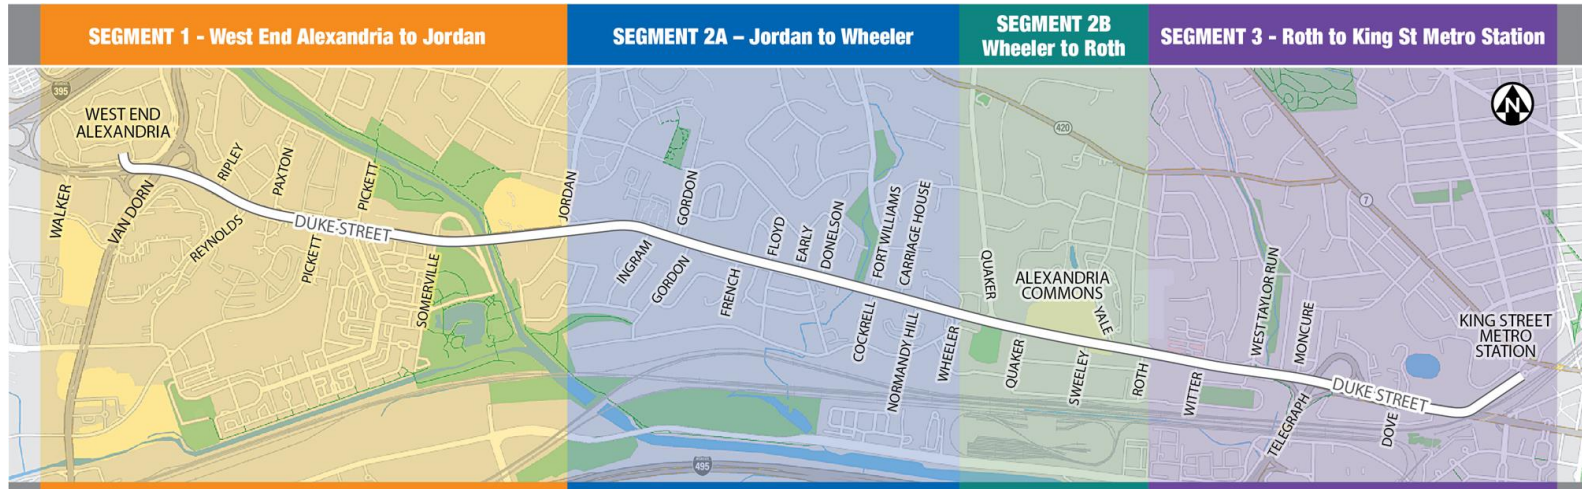 SEGMENT 1 - West End Alexandria to Jordan
SEGMENT 2A – Jordan to Wheeler
SEGMENT 2B
Wheeler to Roth
SEGMENT 3 - Roth to King St Metro Station
395
WEST END
ALEXANDRIA
WALKER
VAN DORN
RIPLEY
REYNOLDS
PAXTON
DUKE STREET
PICKETT
PICKETT
SOMERVILLE
JORDAN
INGRAM
GORDON
GORDON
FRENCH
FLOYD
EARLY
DONELSON
FORT WILLIAMS
CARRIAGE HOUSE
COCKRELL
NORMANDY HILL
WHEELER
495
420
QUAKER
ALEXANDRIA
COMMONS
YALE
QUAKER
SWEELEY
ROTH
N
7
WITTER
WEST TAYLOR RUN
MONCURE
TELEGRAPH
DUKE STREET
DOVE
KING STREET
METRO
STATION